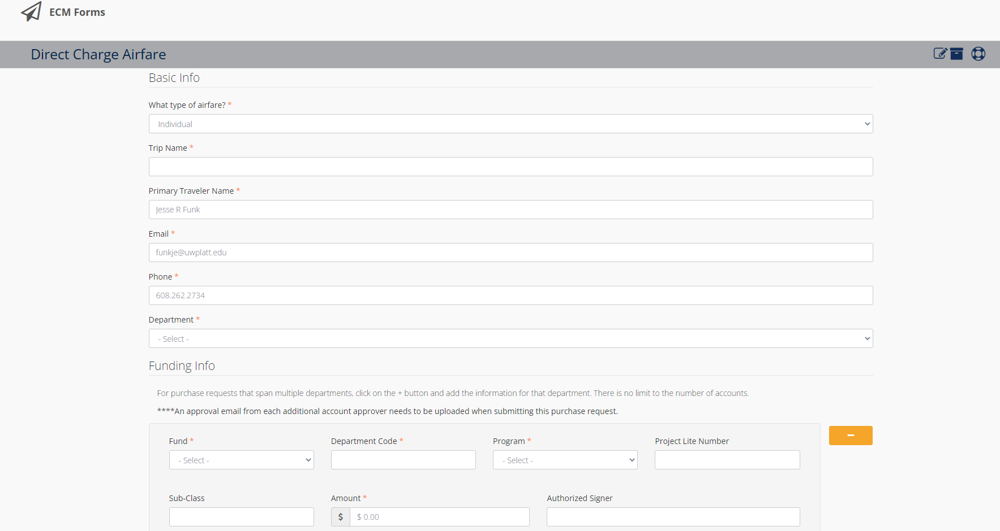 ECM Forms
Direct Charge Airfare
Basic Info
What type of airfare? *
Individual
Trip Name *
Primary Traveler Name *
Jesse R Funk
Email *
funkje@uwplatt.edu
Phone *
608.262.2734
Department *
- Select -
Funding Info
For purchase requests that span multiple departments, click on the + button and add the information for that department. There is no limit to the number of accounts.
****An approval email from each additional account approver needs to be uploaded when submitting this purchase request.
Fund * Department Code * Program * Project Lite Number
- Select - - Select -
Sub-Class Amount * Authorized Signer
$ $ 0.00